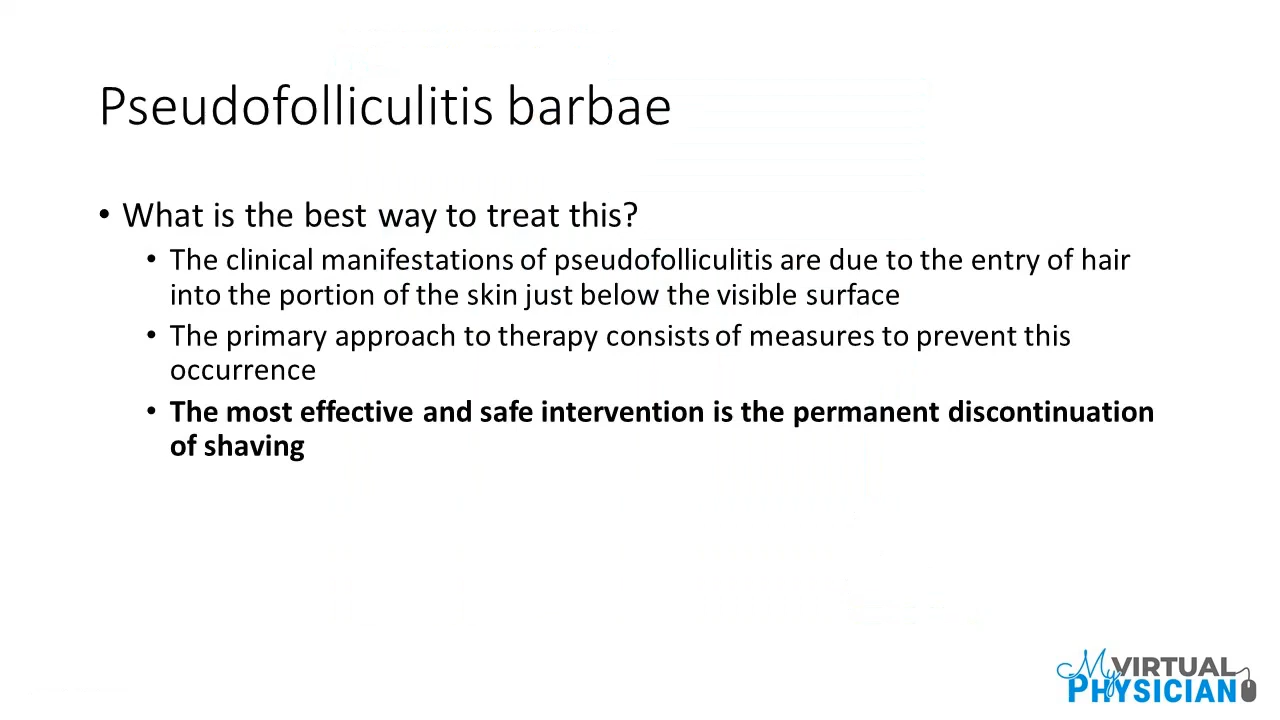 Pseudofolliculitis barbae
• What is the best way to treat this?
• The clinical manifestations of pseudofolliculitis are due to the entry of hair
into the portion of the skin just below the visible surface
• The primary approach to therapy consists of measures to prevent this
occurrence
• The most effective and safe intervention is the permanent discontinuation
of shaving
My VIRTUAL
PHYSICIAN